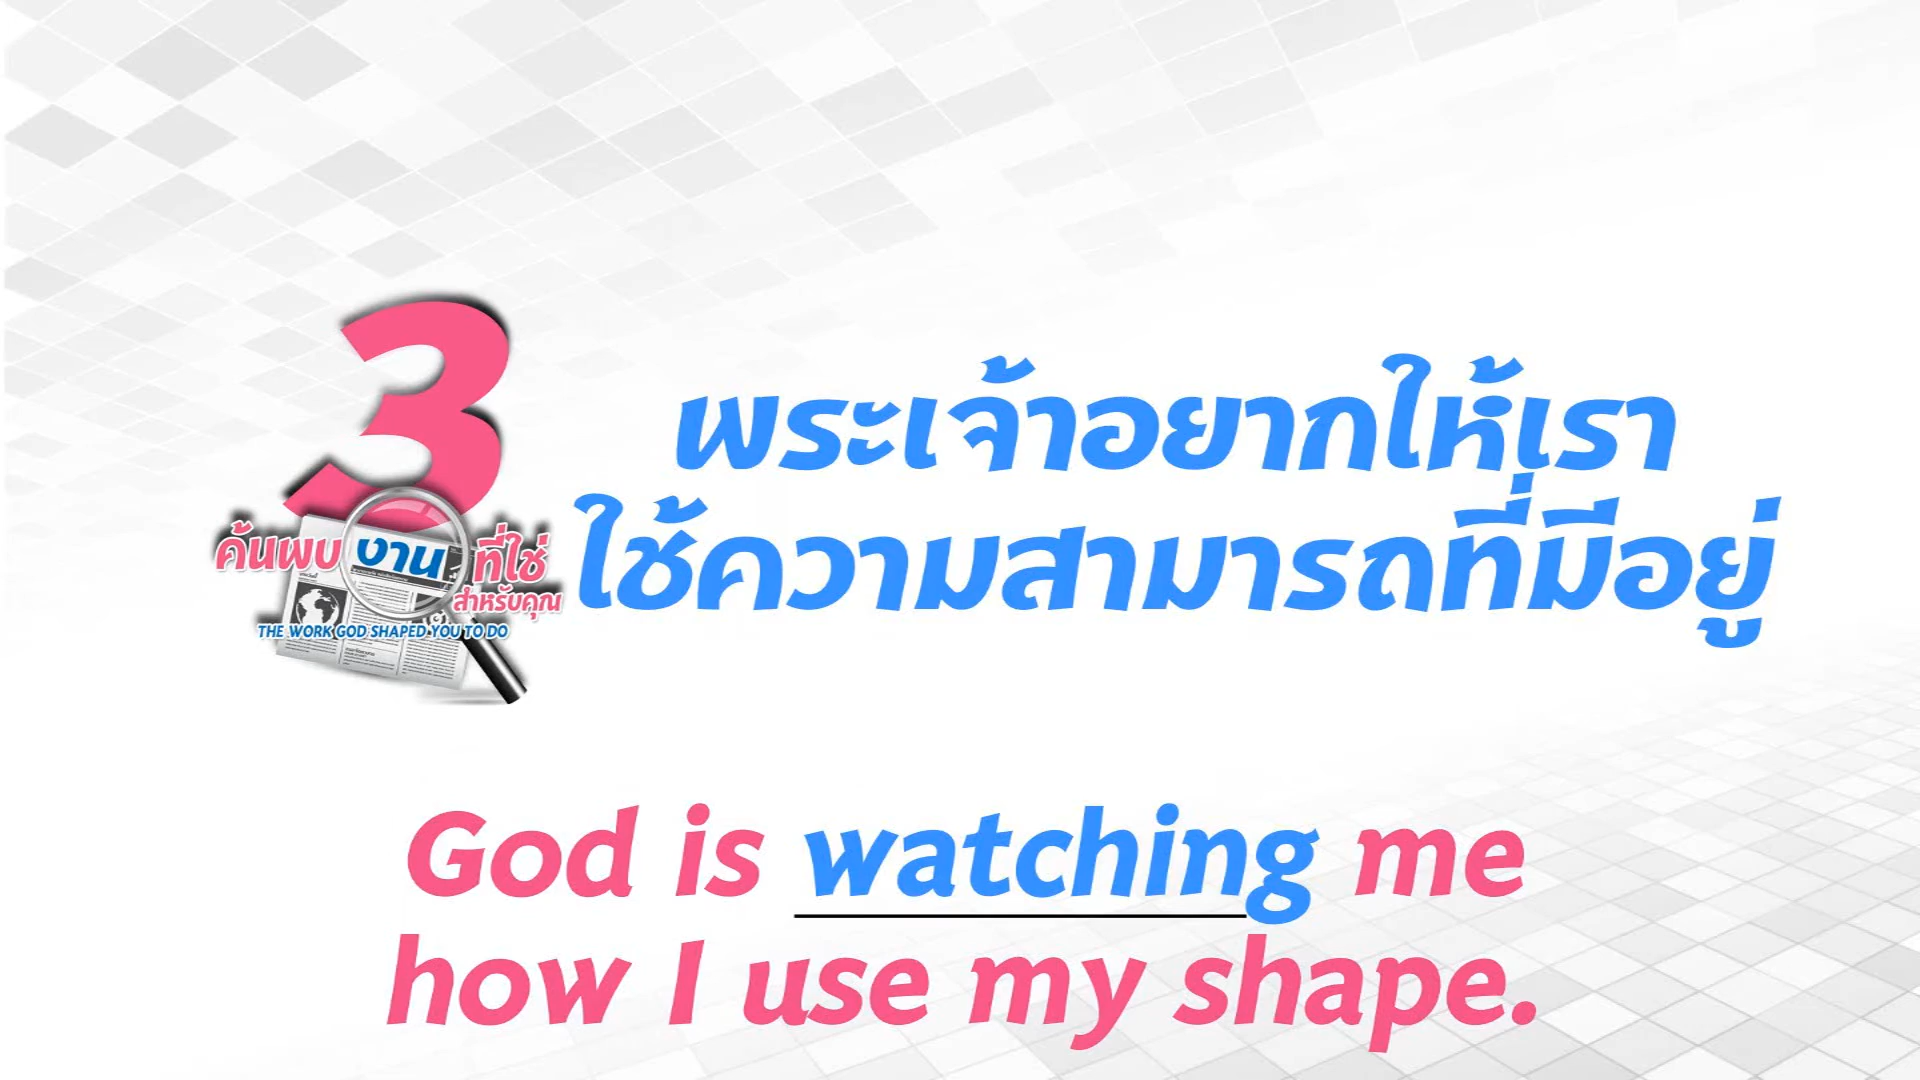 3
ค้นพบ งาน ที่ใช่
สำหรับคุณ
THE WORK GOD SHAPED YOU TO DO
พระเจ้าอยากให้เรา
ใช้ความสามารถที่มีอยู่
God is watching me
how I use my shape.